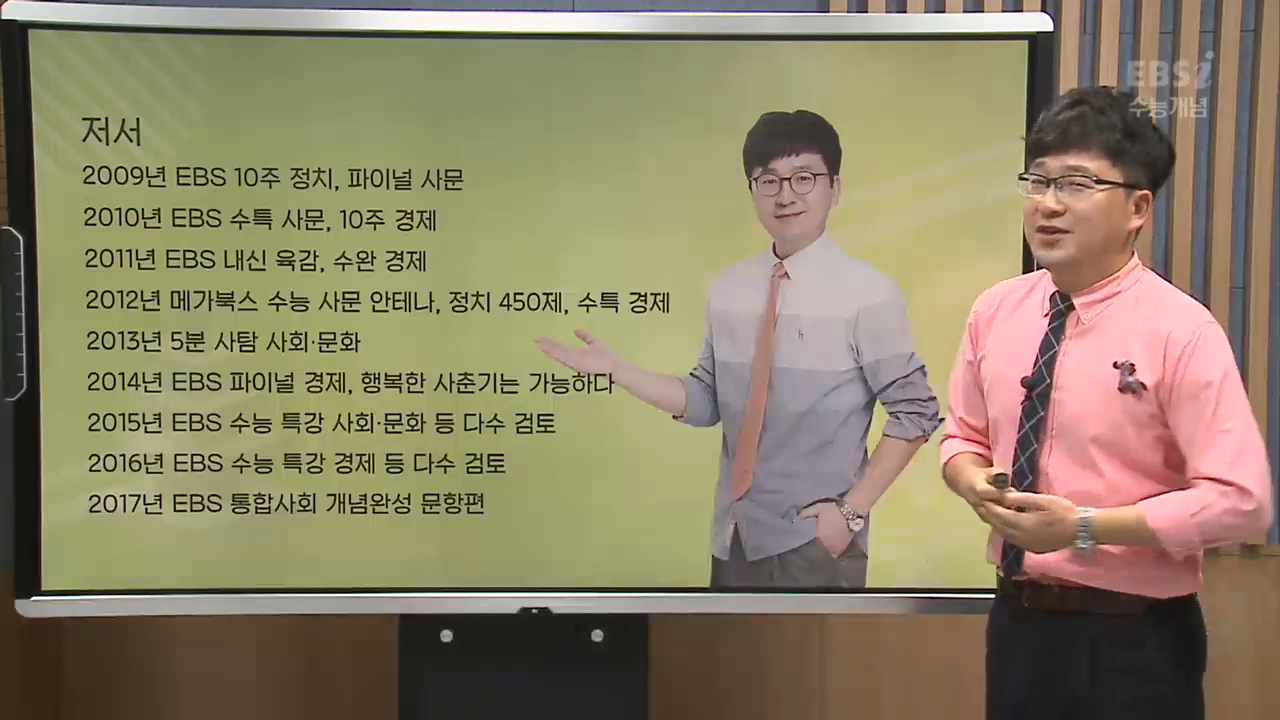 EBSi
수능개념
저서
2009년 EBS 10주 정치, 파이널 사문
2010년 EBS 수특 사문, 10주 경제
2011년 EBS 내신 육감, 수완 경제
2012년 메가북스 수능 사문 안테나, 정치 450제, 수특 경제
2013년 5분 사탐 사회·문화
2014년 EBS 파이널 경제, 행복한 사춘기는 가능하다
2015년 EBS 수능 특강 사회·문화 등 다수 검토
2016년 EBS 수능 특강 경제 등 다수 검토
2017년 EBS 통합사회 개념완성 문항편